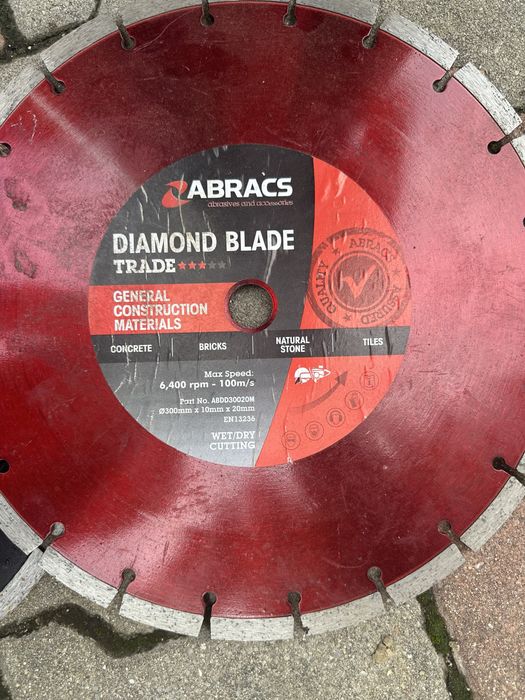 ABRACS
abrasives and accessories
DIAMOND BLADE
TRADE
GENERAL
CONSTRUCTION
MATERIALS
QUALITY ABRACS ASSURED
CONCRETE BRICKS NATURAL STONE TILES
Max Speed:
6,400 rpm - 100m/s
Part No. ABDD30020M
Ø300mm x 10mm x 20mm
EN13236
WET/DRY
CUTTING